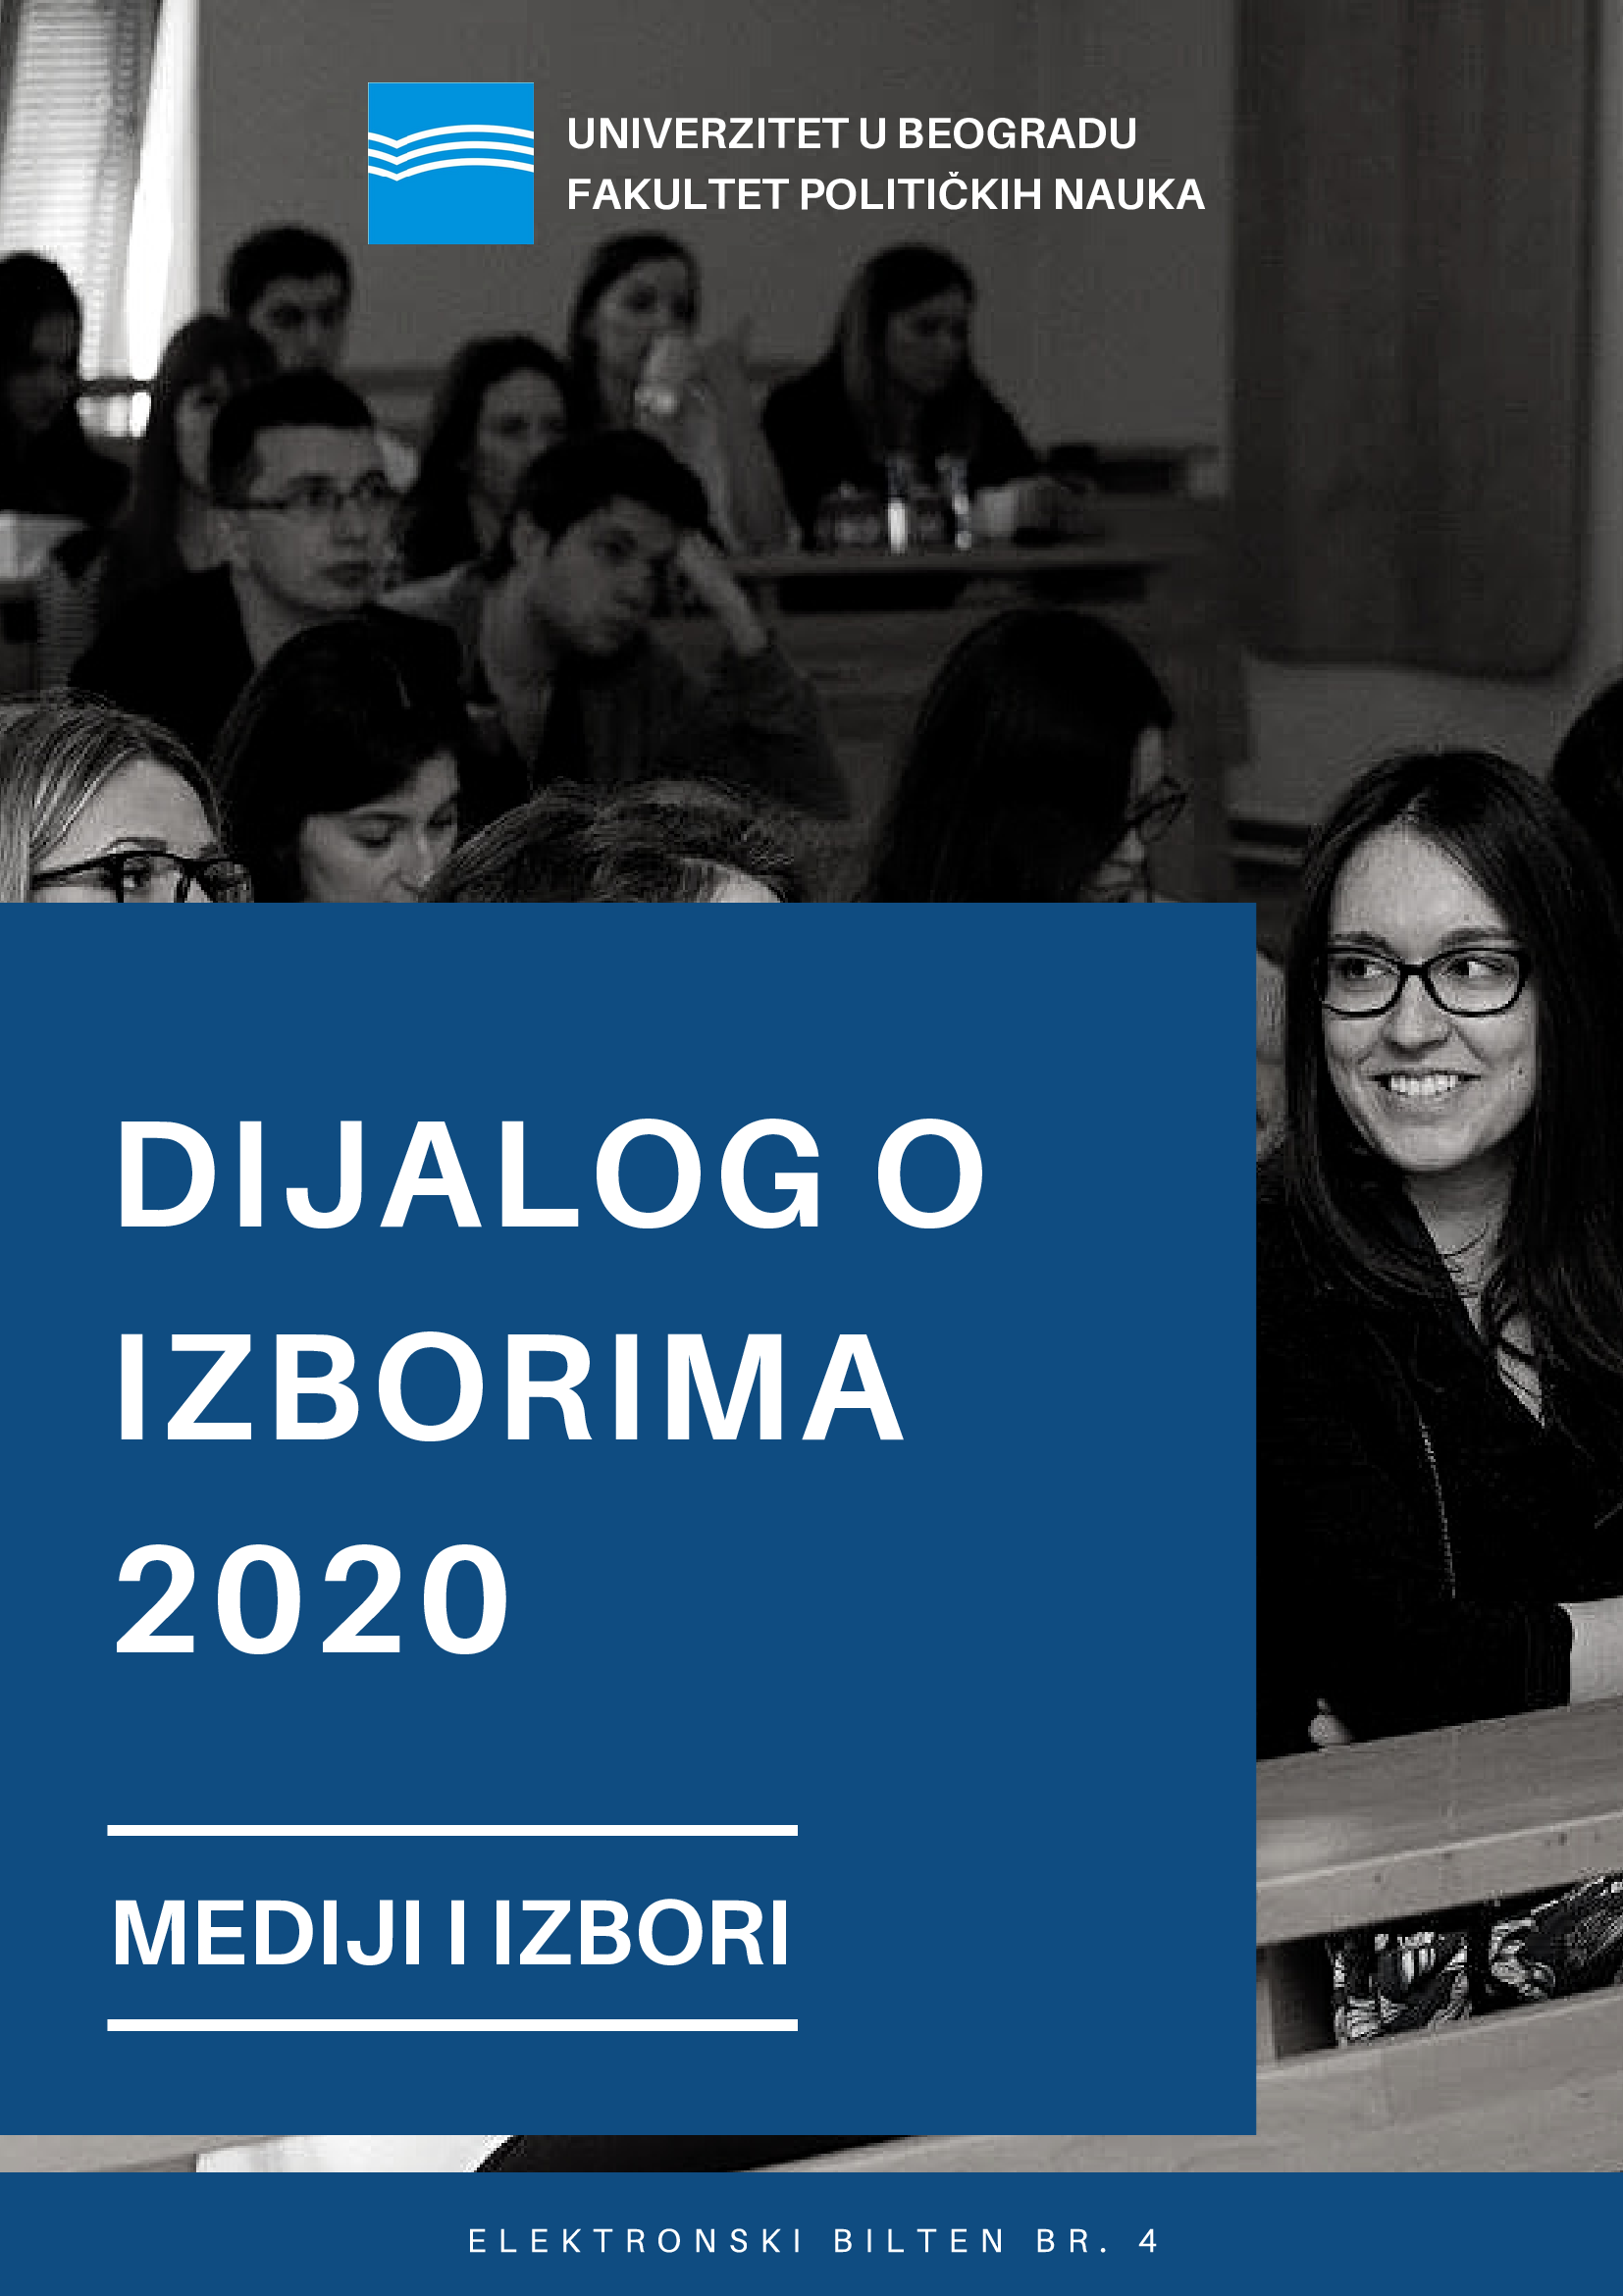 UNIVERZITET U BEOGRADU
FAKULTET POLITIČKIH NAUKA
DIJALOG O
IZBORIMA
2020
MEDIJI I IZBORI
ELEKTRONSKI BILTEN BR. 4